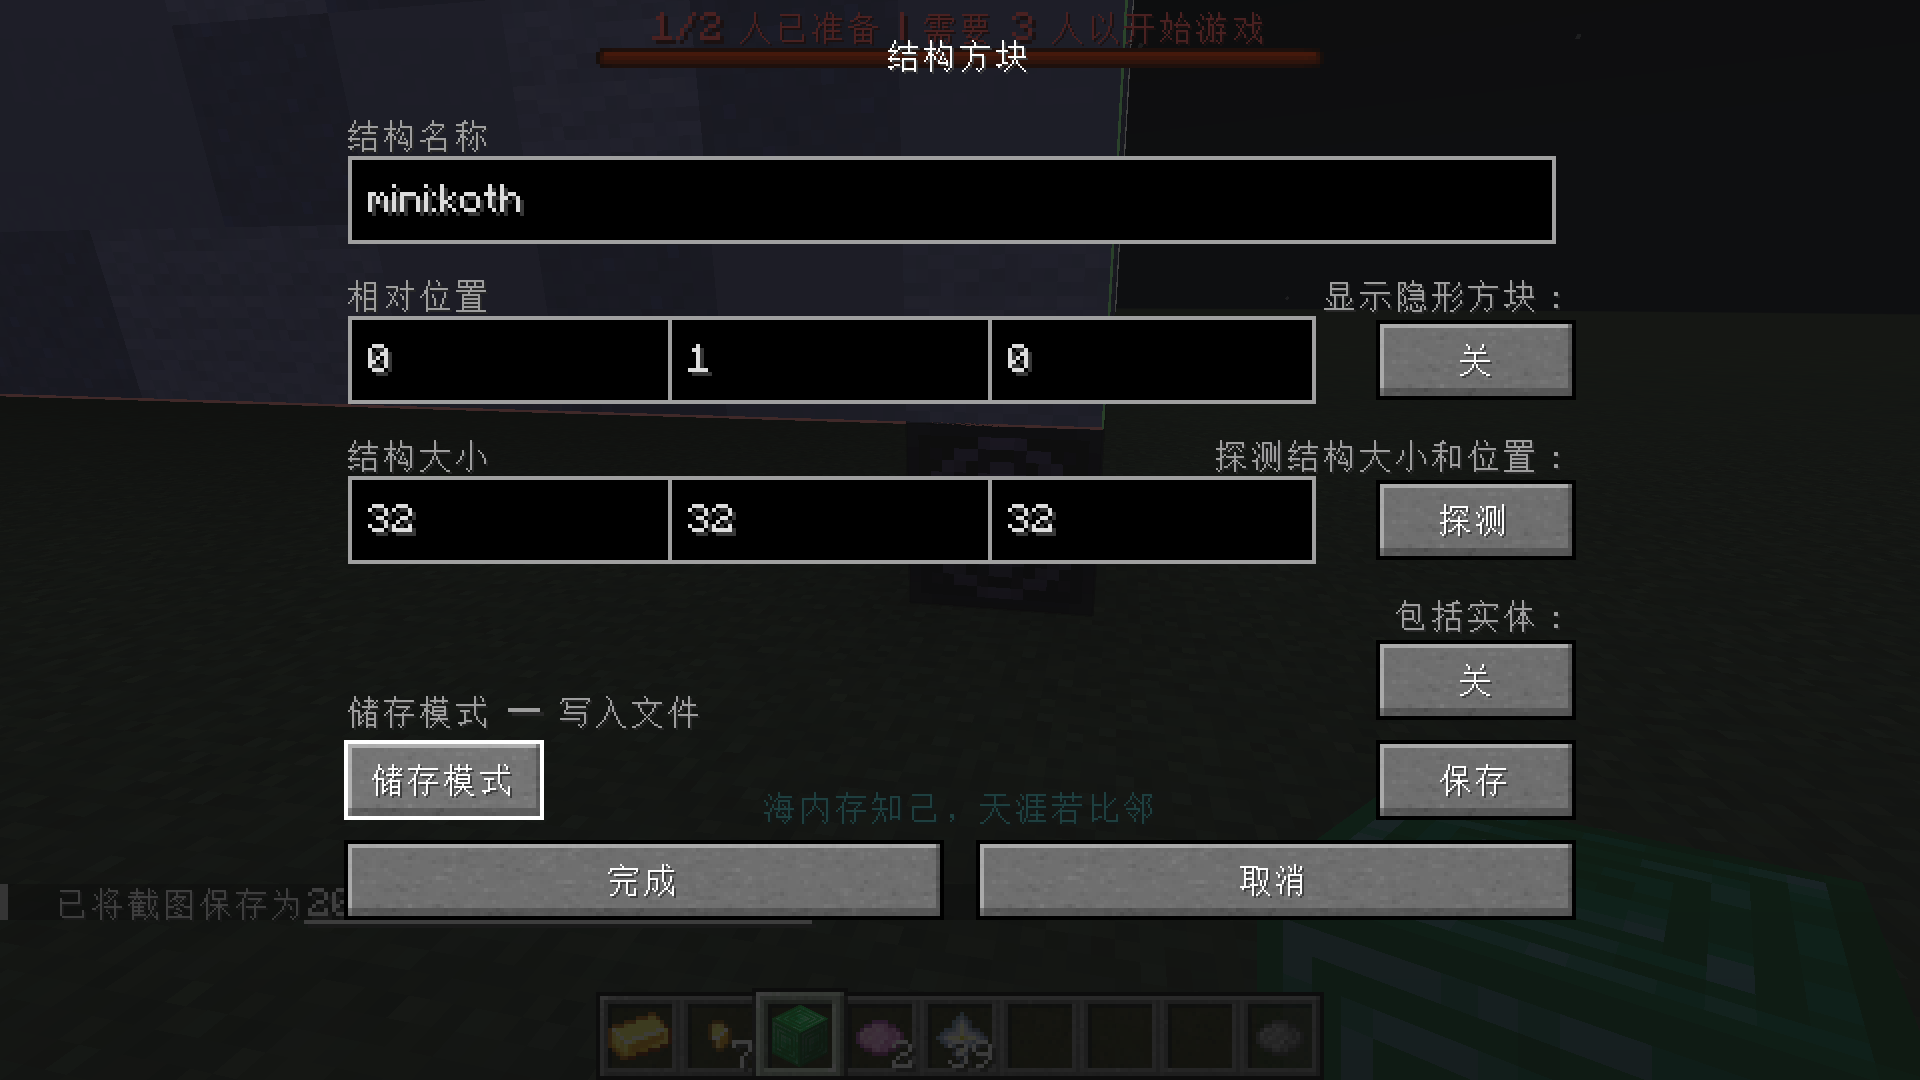 1/2 人已准备 | 需要 3 人以开始游戏
结构方块
结构名称
mini:koth
相对位置
显示隐形方块：
0 1 0
关
结构大小
探测结构大小和位置：
32 32 32
探测
包括实体：
关
储存模式 — 写入文件
储存模式
保存
海内存知己，天涯若比邻
完成
取消
已将截图保存为
7 2 39